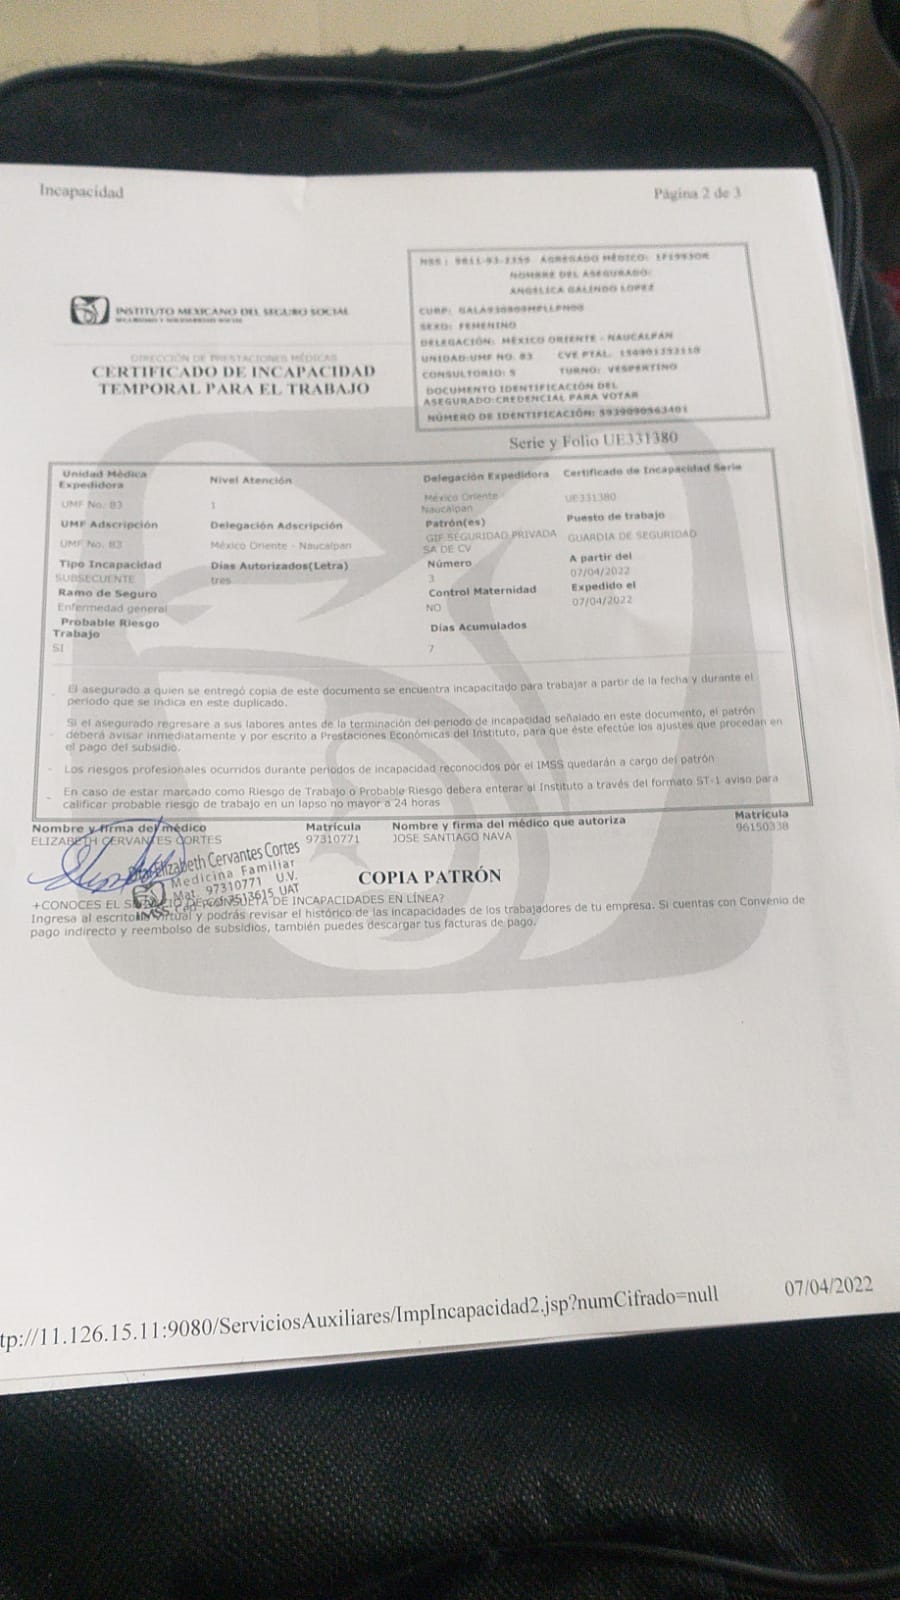 Incapacidad
Página 2 de 3
AGREGADO MÉDICO:
NOMBRE DEL ASEGURADO:
ANGELICA GALINDO LOPEZ
CURP:
SEXO: FEMENINO
DELEGACIÓN: MÉXICO ORIENTE - NAUCALPAN
UNIDAD:UMF NO. 83 CVE PTAL.
CONSULTORIO: TURNO: VESPERTINO
DOCUMENTO IDENTIFICACIÓN DEL
ASEGURADO:CREDENCIAL PARA VOTAR
NÚMERO DE IDENTIFICACIÓN:
INSTITUTO MEXICANO DEL SEGURO SOCIAL
DIRECCIÓN DE PRESTACIONES MÉDICAS
CERTIFICADO DE INCAPACIDAD
TEMPORAL PARA EL TRABAJO
Serie y Folio UE331380
Unidad Médica
Expedidora
UMF No. 83
Nivel Atención
1
Delegación Expedidora
México Oriente -
Naucalpan
Certificado de Incapacidad Serie
UE331380
UMF Adscripción
UMF No. 83
Delegación Adscripción
México Oriente - Naucalpan
Patrón(es)
GIF SEGURIDAD PRIVADA
SA DE CV
Puesto de trabajo
GUARDIA DE SEGURIDAD
Tipo Incapacidad
SUBSECUENTE
Días Autorizados(Letra)
tres
Número
3
A partir del
07/04/2022
Ramo de Seguro
Enfermedad general
Control Maternidad
NO
Expedido el
07/04/2022
Probable Riesgo
Trabajo
SI
Días Acumulados
7
- El asegurado a quien se entregó copia de este documento se encuentra incapacitado para trabajar a partir de la fecha y durante el
periodo que se indica en este duplicado.
- Si el asegurado regresare a sus labores antes de la terminación del periodo de incapacidad señalado en este documento, el patrón
deberá avisar inmediatamente y por escrito a Prestaciones Económicas del Instituto, para que éste efectúe los ajustes que procedan en
el pago del subsidio.
- Los riesgos profesionales ocurridos durante periodos de incapacidad reconocidos por el IMSS quedarán a cargo del patrón
- En caso de estar marcado como Riesgo de Trabajo o Probable Riesgo debera enterar al Instituto a través del formato ST-1 aviso para
calificar probable riesgo de trabajo en un lapso no mayor a 24 horas
Nombre y firma del médico
ELIZABETH CERVANTES CORTES
Matrícula
97310771
Nombre y firma del médico que autoriza
JOSE SANTIAGO NAVA
Matrícula
96150338
Elizabeth Cervantes Cortes
Medicina Familiar
Mat. 97310771 U.V.
UAT
IMSS
COPIA PATRÓN
+CONOCES EL DE CONSULTA DE INCAPACIDADES EN LÍNEA?
Ingresa al escritorio virtual y podrás revisar el histórico de las incapacidades de los trabajadores de tu empresa. Si cuentas con Convenio de
pago indirecto y reembolso de subsidios, también puedes descargar tus facturas de pago.
tp://11.126.15.11:9080/ServiciosAuxiliares/ImpIncapacidad2.jsp?numCifrado=null
07/04/2022